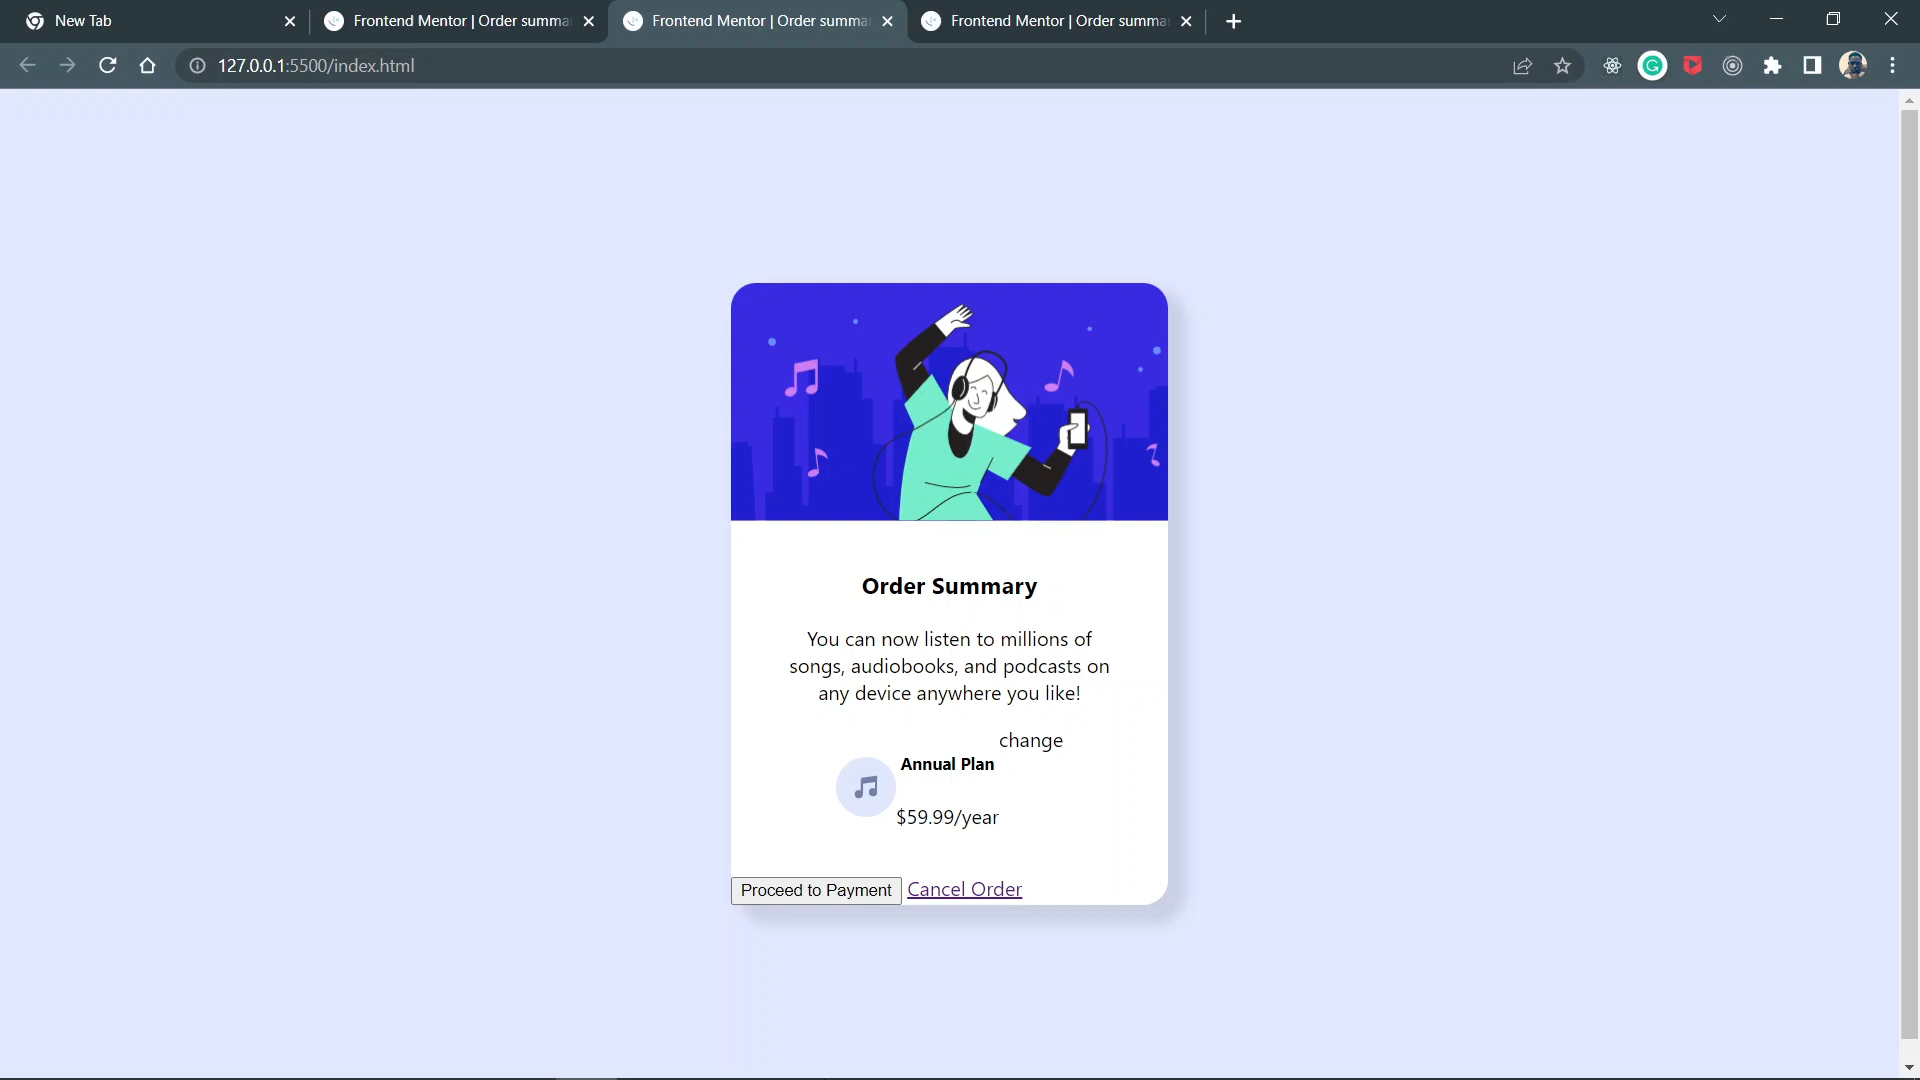 New Tab
Frontend Mentor | Order summa
Frontend Mentor | Order summa
Frontend Mentor | Order summa
127.0.0.1:5500/index.html
Order Summary
You can now listen to millions of
songs, audiobooks, and podcasts on
any device anywhere you like!
change
Annual Plan
$59.99/year
Proceed to Payment
Cancel Order